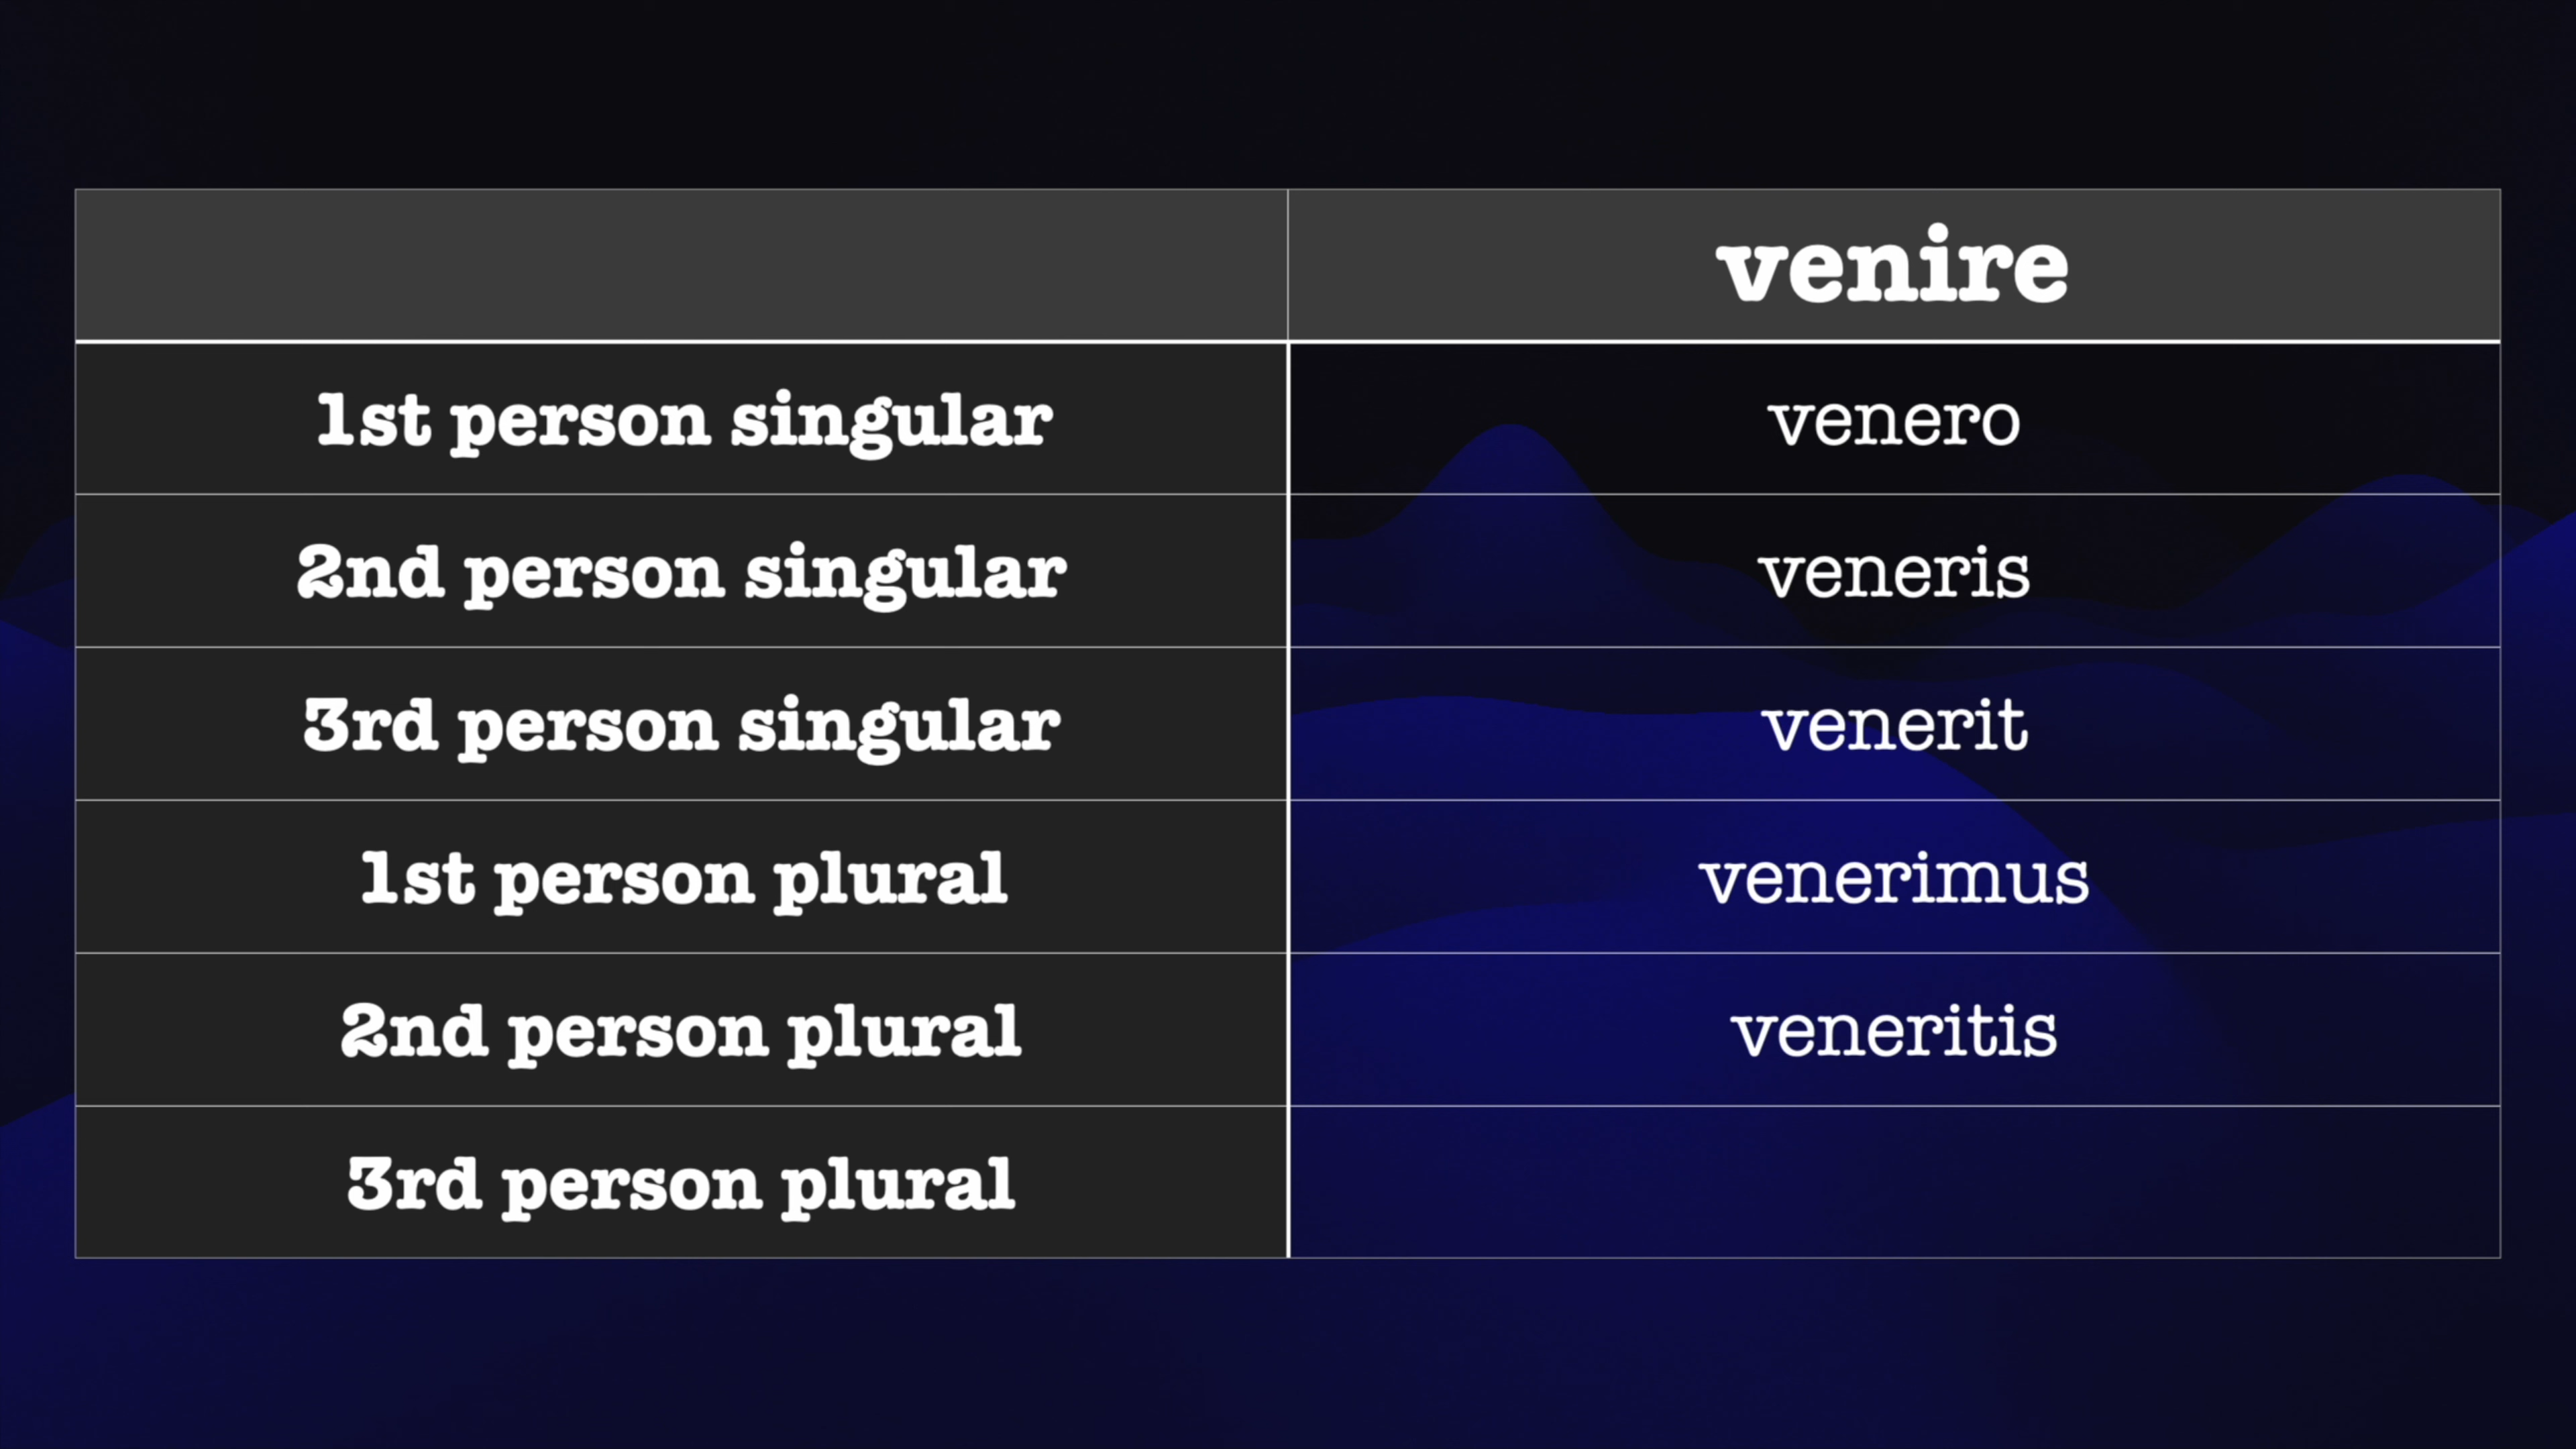 venire
1st person singular venero
2nd person singular veneris
3rd person singular venerit
1st person plural venerimus
2nd person plural veneritis
3rd person plural